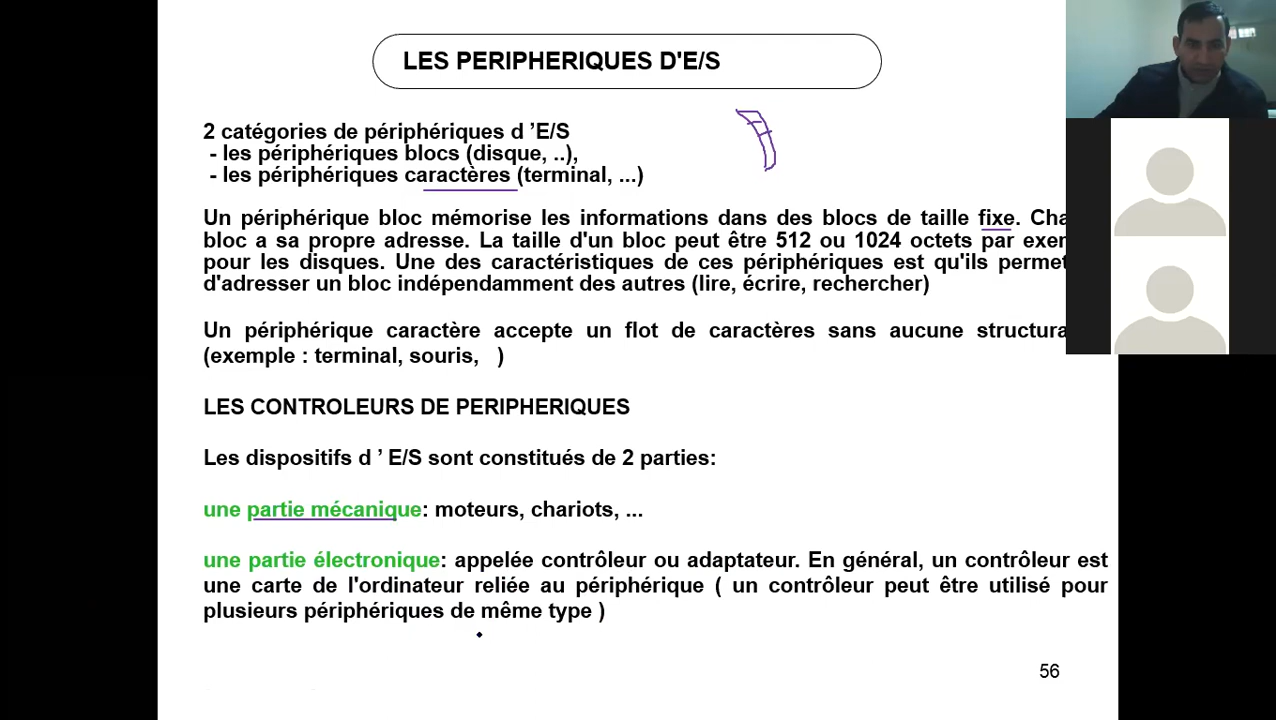 LES PERIPHERIQUES D'E/S
2 catégories de périphériques d ’E/S
- les périphériques blocs (disque, ..),
- les périphériques caractères (terminal, ...)
Un périphérique bloc mémorise les informations dans des blocs de taille fixe.
bloc a sa propre adresse. La taille d'un bloc peut être 512 ou 1024 octets par
pour les disques. Une des caractéristiques de ces périphériques est qu'ils
d'adresser un bloc indépendamment des autres (lire, écrire, rechercher)
Un périphérique caractère accepte un flot de caractères sans aucune
(exemple : terminal, souris, )
LES CONTROLEURS DE PERIPHERIQUES
Les dispositifs d ’ E/S sont constitués de 2 parties:
une partie mécanique: moteurs, chariots, ...
une partie électronique: appelée contrôleur ou adaptateur. En général, un contrôleur est
une carte de l'ordinateur reliée au périphérique ( un contrôleur peut être utilisé pour
plusieurs périphériques de même type )
56